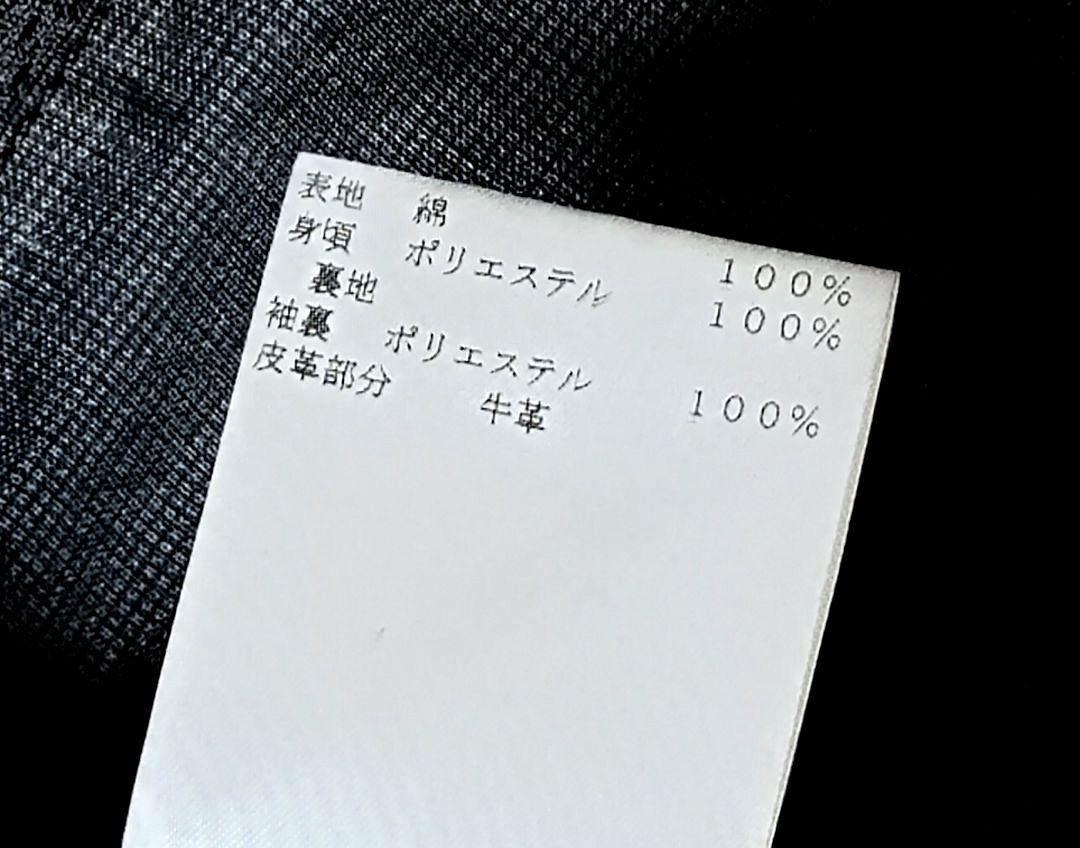 表地　綿　１００％
身頃　ポリエステル　１００％
　裏地
袖裏　ポリエステル　１００％
皮革部分　牛革